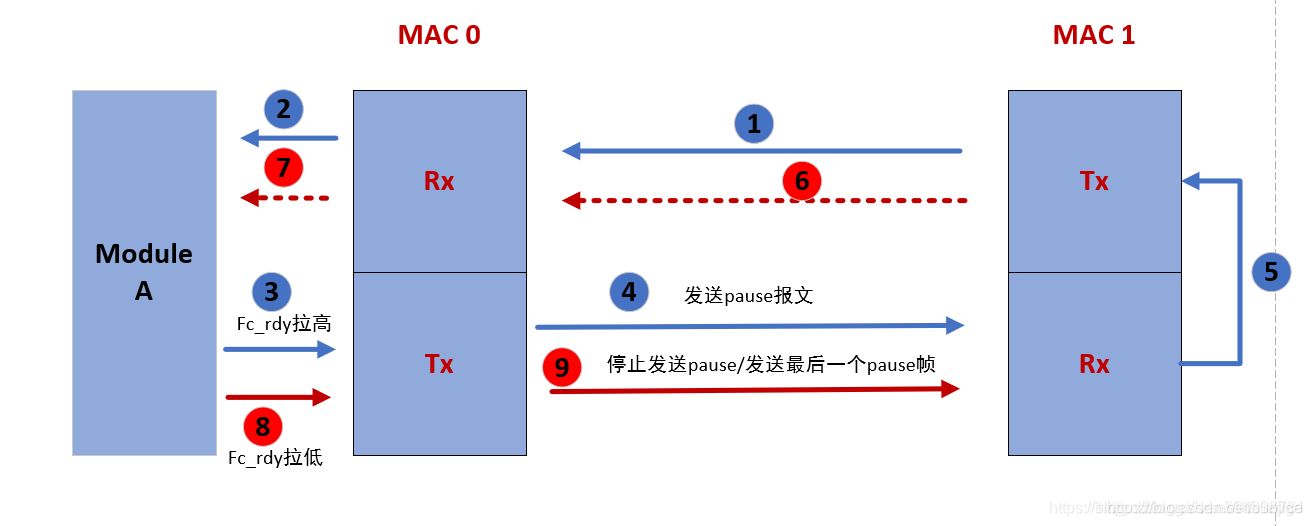 MAC 0
MAC 1
2
1
7
6
Rx
Tx
Module
A
3
Fc_rdy拉高
4
发送pause报文
5
9
停止发送pause/发送最后一个pause帧
Tx
Rx
8
Fc_rdy拉低